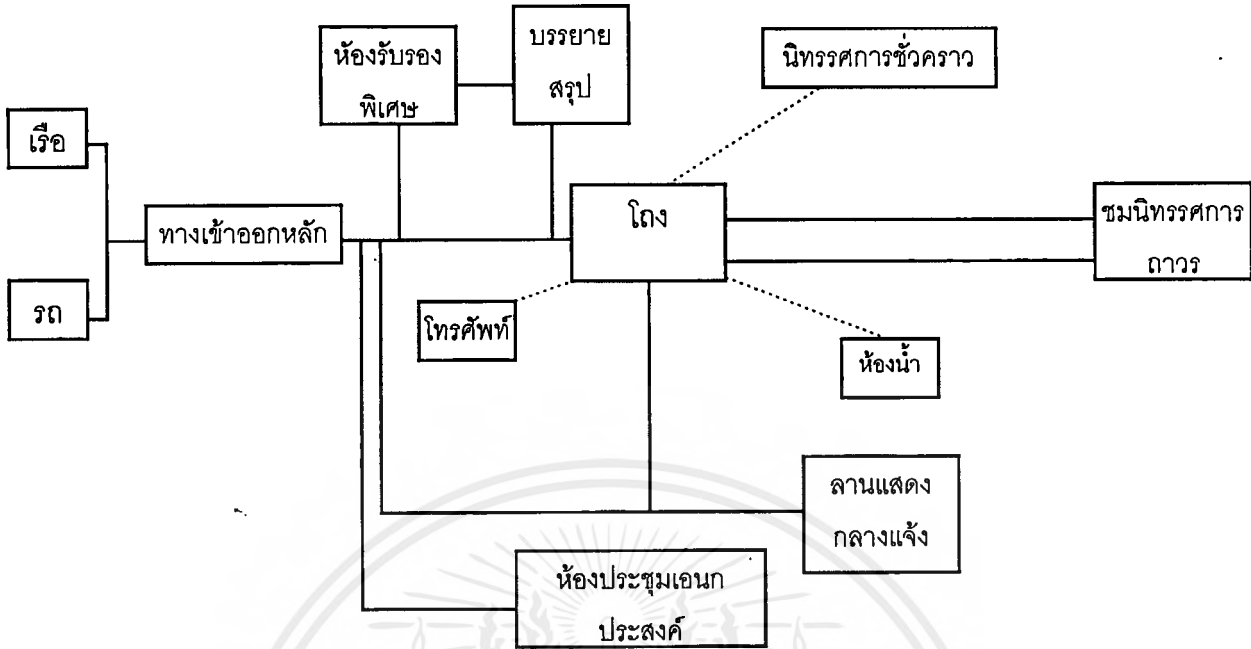 ห้องรับรอง
พิเศษ
บรรยาย
สรุป
นิทรรศการชั่วคราว
เรือ
ทางเข้าออกหลัก
รถ
โถง
ชมนิทรรศการ
ถาวร
โทรศัพท์
ห้องน้ำ
ลานแสดง
กลางแจ้ง
ห้องประชุมเอนก
ประสงค์